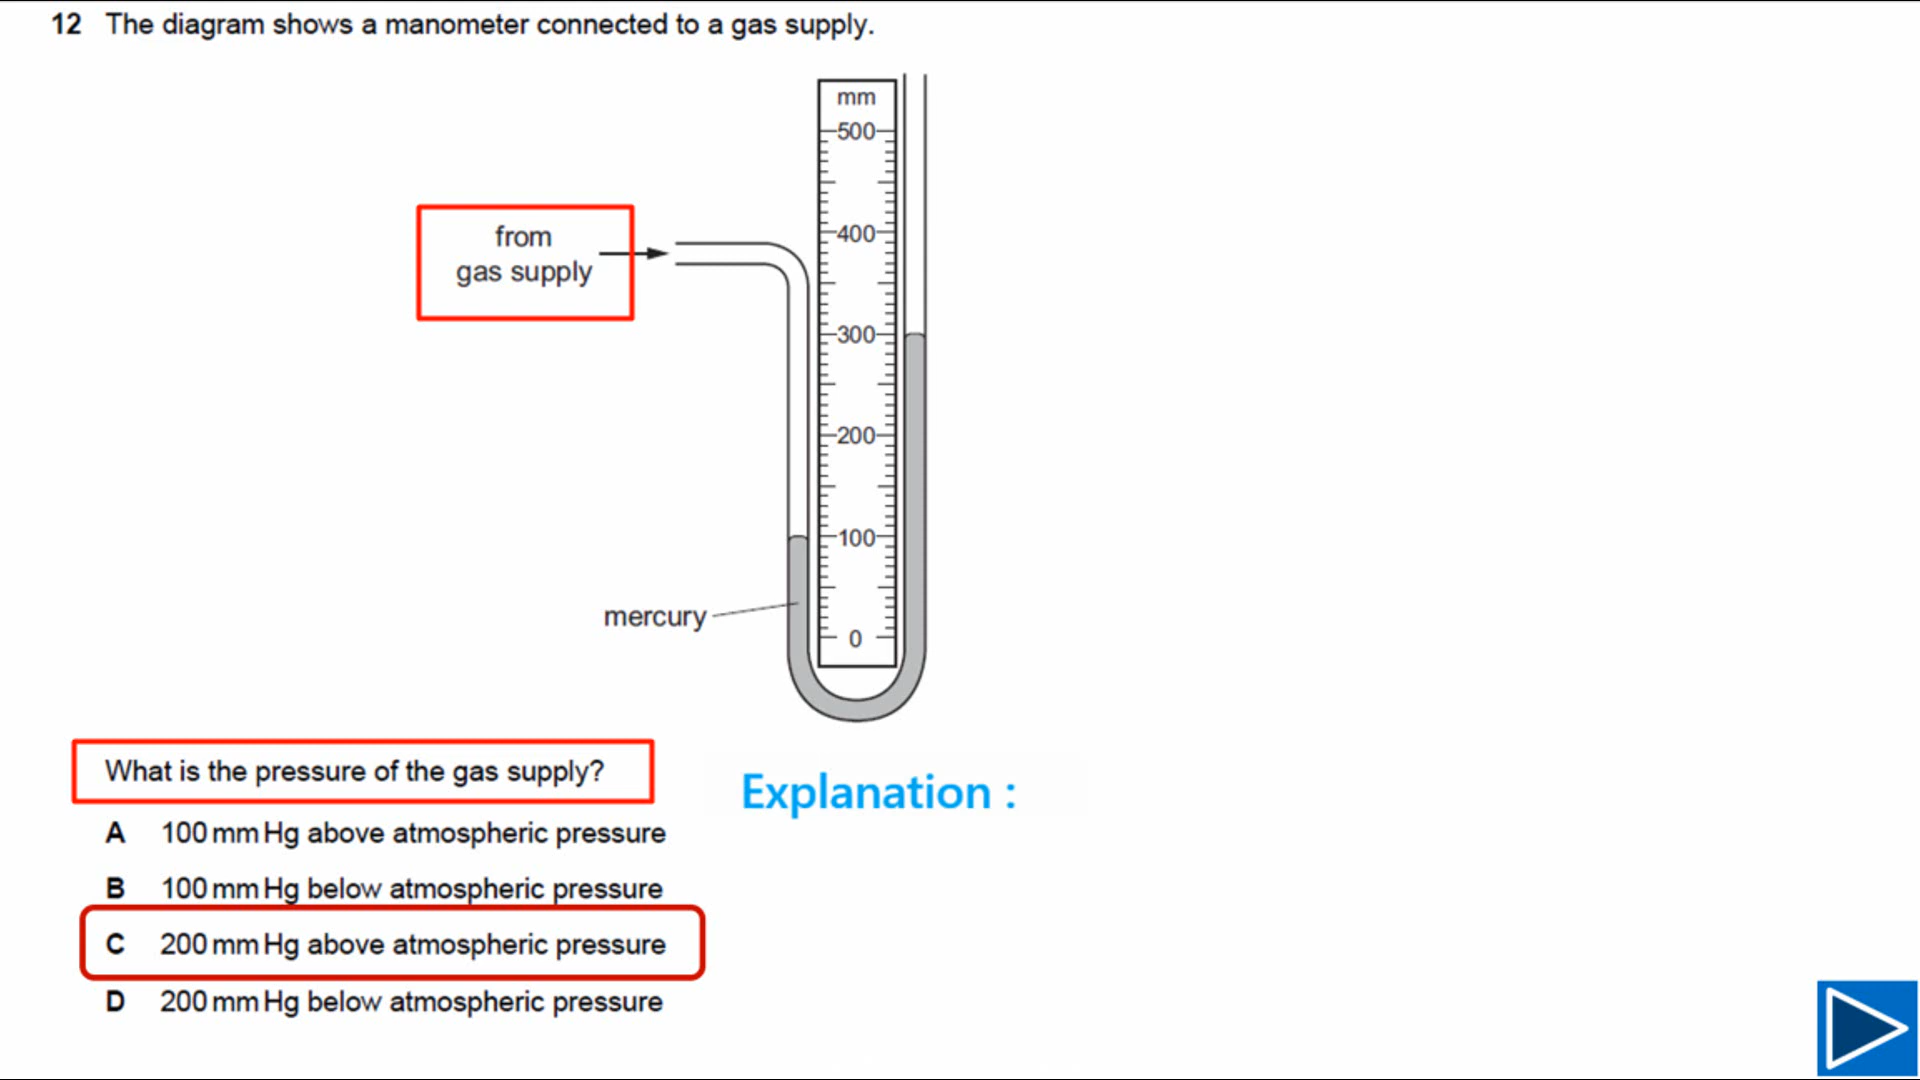 12 The diagram shows a manometer connected to a gas supply.
mm
500
400
from
gas supply
300
200
100
mercury
0
What is the pressure of the gas supply?
Explanation :
A 100 mm Hg above atmospheric pressure
B 100 mm Hg below atmospheric pressure
C 200 mm Hg above atmospheric pressure
D 200 mm Hg below atmospheric pressure